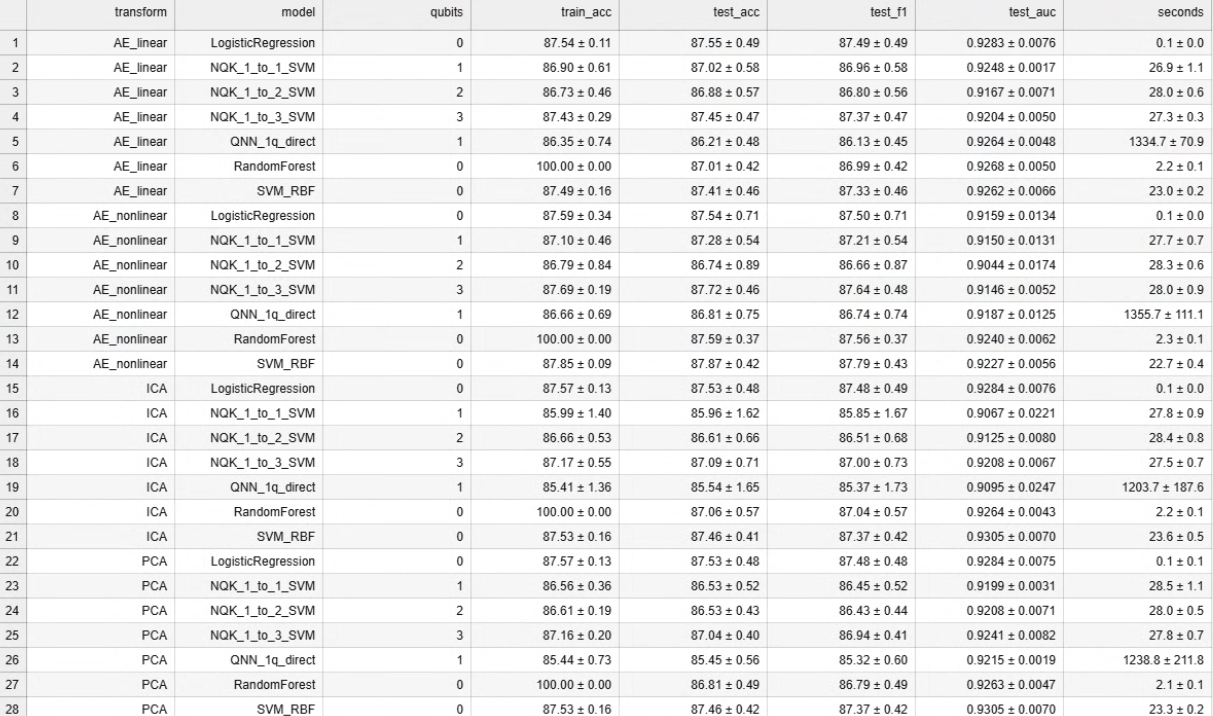 transform model qubits train_acc test_acc test_f1 test_auc seconds
1 AE_linear LogisticRegression 0 87.54 ± 0.11 87.55 ± 0.49 87.49 ± 0.49 0.9283 ± 0.0076 0.1 ± 0.0
2 AE_linear NQK_1_to_1_SVM 1 86.90 ± 0.61 87.02 ± 0.58 86.96 ± 0.58 0.9248 ± 0.0017 26.9 ± 1.1
3 AE_linear NQK_1_to_2_SVM 2 86.73 ± 0.46 86.88 ± 0.57 86.80 ± 0.56 0.9167 ± 0.0071 28.0 ± 0.6
4 AE_linear NQK_1_to_3_SVM 3 87.43 ± 0.29 87.45 ± 0.47 87.37 ± 0.47 0.9204 ± 0.0050 27.3 ± 0.3
5 AE_linear QNN_1q_direct 1 86.35 ± 0.74 86.21 ± 0.48 86.13 ± 0.45 0.9264 ± 0.0048 1334.7 ± 70.9
6 AE_linear RandomForest 0 100.00 ± 0.00 87.01 ± 0.42 86.99 ± 0.42 0.9268 ± 0.0050 2.2 ± 0.1
7 AE_linear SVM_RBF 0 87.49 ± 0.16 87.41 ± 0.46 87.33 ± 0.46 0.9262 ± 0.0066 23.0 ± 0.2
8 AE_nonlinear LogisticRegression 0 87.59 ± 0.34 87.54 ± 0.71 87.50 ± 0.71 0.9159 ± 0.0134 0.1 ± 0.0
9 AE_nonlinear NQK_1_to_1_SVM 1 87.10 ± 0.46 87.28 ± 0.54 87.21 ± 0.54 0.9150 ± 0.0131 27.7 ± 0.7
10 AE_nonlinear NQK_1_to_2_SVM 2 86.79 ± 0.84 86.74 ± 0.89 86.66 ± 0.87 0.9044 ± 0.0174 28.3 ± 0.6
11 AE_nonlinear NQK_1_to_3_SVM 3 87.69 ± 0.19 87.72 ± 0.46 87.64 ± 0.48 0.9146 ± 0.0052 28.0 ± 0.9
12 AE_nonlinear QNN_1q_direct 1 86.66 ± 0.69 86.81 ± 0.75 86.74 ± 0.74 0.9187 ± 0.0125 1355.7 ± 111.1
13 AE_nonlinear RandomForest 0 100.00 ± 0.00 87.59 ± 0.37 87.56 ± 0.37 0.9240 ± 0.0062 2.3 ± 0.1
14 AE_nonlinear SVM_RBF 0 87.85 ± 0.09 87.87 ± 0.42 87.79 ± 0.43 0.9227 ± 0.0056 22.7 ± 0.4
15 ICA LogisticRegression 0 87.57 ± 0.13 87.53 ± 0.48 87.48 ± 0.49 0.9284 ± 0.0076 0.1 ± 0.0
16 ICA NQK_1_to_1_SVM 1 85.99 ± 1.40 85.96 ± 1.62 85.85 ± 1.67 0.9067 ± 0.0221 27.8 ± 0.9
17 ICA NQK_1_to_2_SVM 2 86.66 ± 0.53 86.61 ± 0.66 86.51 ± 0.68 0.9125 ± 0.0080 28.4 ± 0.8
18 ICA NQK_1_to_3_SVM 3 87.17 ± 0.55 87.09 ± 0.71 87.00 ± 0.73 0.9208 ± 0.0067 27.5 ± 0.7
19 ICA QNN_1q_direct 1 85.41 ± 1.36 85.54 ± 1.65 85.37 ± 1.73 0.9095 ± 0.0247 1203.7 ± 187.6
20 ICA RandomForest 0 100.00 ± 0.00 87.06 ± 0.57 87.04 ± 0.57 0.9264 ± 0.0043 2.2 ± 0.1
21 ICA SVM_RBF 0 87.53 ± 0.16 87.46 ± 0.41 87.37 ± 0.42 0.9305 ± 0.0070 23.6 ± 0.5
22 PCA LogisticRegression 0 87.57 ± 0.13 87.53 ± 0.48 87.48 ± 0.48 0.9284 ± 0.0075 0.1 ± 0.1
23 PCA NQK_1_to_1_SVM 1 86.56 ± 0.36 86.53 ± 0.52 86.45 ± 0.52 0.9199 ± 0.0031 28.5 ± 1.1
24 PCA NQK_1_to_2_SVM 2 86.61 ± 0.19 86.53 ± 0.43 86.43 ± 0.44 0.9208 ± 0.0071 28.0 ± 0.5
25 PCA NQK_1_to_3_SVM 3 87.16 ± 0.20 87.04 ± 0.40 86.94 ± 0.41 0.9241 ± 0.0082 27.8 ± 0.7
26 PCA QNN_1q_direct 1 85.44 ± 0.73 85.45 ± 0.56 85.32 ± 0.60 0.9215 ± 0.0019 1238.8 ± 211.8
27 PCA RandomForest 0 100.00 ± 0.00 86.81 ± 0.49 86.79 ± 0.49 0.9263 ± 0.0047 2.1 ± 0.1
28 PCA SVM_RBF 0 87.53 ± 0.16 87.46 ± 0.42 87.37 ± 0.42 0.9305 ± 0.0070 23.3 ± 0.2